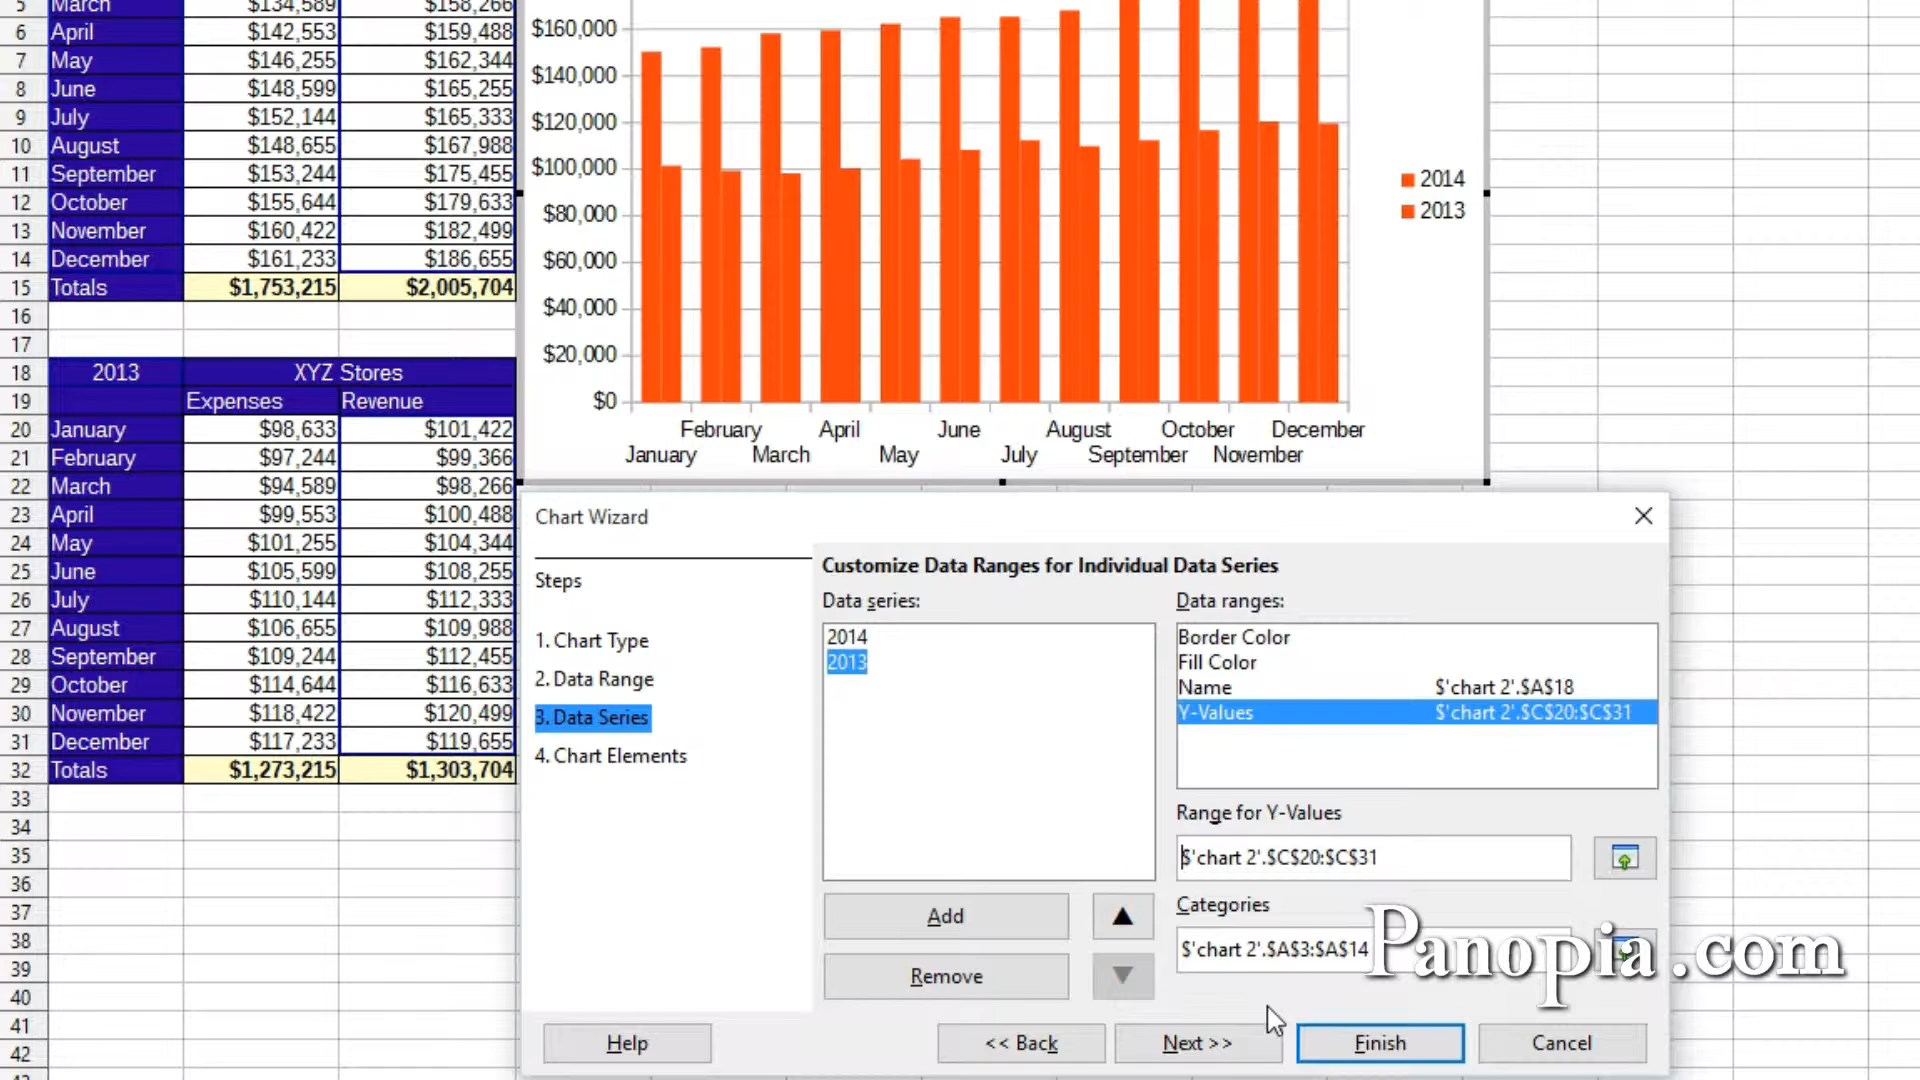 5 March $134,589 $158,266
6 April $142,553 $159,488
7 May $146,255 $162,344
8 June $148,599 $165,255
9 July $152,144 $165,333
10 August $148,655 $167,988
11 September $153,244 $175,455
12 October $155,644 $179,633
13 November $160,422 $182,499
14 December $161,233 $186,655
15 Totals $1,753,215 $2,005,704
16
17
18 2013 XYZ Stores
19 Expenses Revenue
20 January $98,633 $101,422
21 February $97,244 $99,366
22 March $94,589 $98,266
23 April $99,553 $100,488
24 May $101,255 $104,344
25 June $105,599 $108,255
26 July $110,144 $112,333
27 August $106,655 $109,988
28 September $109,244 $112,455
29 October $114,644 $116,633
30 November $118,422 $120,499
31 December $117,233 $119,655
32 Totals $1,273,215 $1,303,704
33
34
35
36
37
38
39
40
41
42
$160,000
$140,000
$120,000
$100,000
$80,000
$60,000
$40,000
$20,000
$0
February April June August October December
January March May July September November
2014
2013
Chart Wizard
Steps
1. Chart Type
2. Data Range
3. Data Series
4. Chart Elements
Customize Data Ranges for Individual Data Series
Data series:
2014
2013
Add
Remove
Data ranges:
Border Color
Fill Color
Name $'chart 2'.$A$18
Y-Values $'chart 2'.$C$20:$C$31
Range for Y-Values
$'chart 2'.$C$20:$C$31
Categories
$'chart 2'.$A$3:$A$14
Panopia.com
Help
<< Back
Next >>
Finish
Cancel